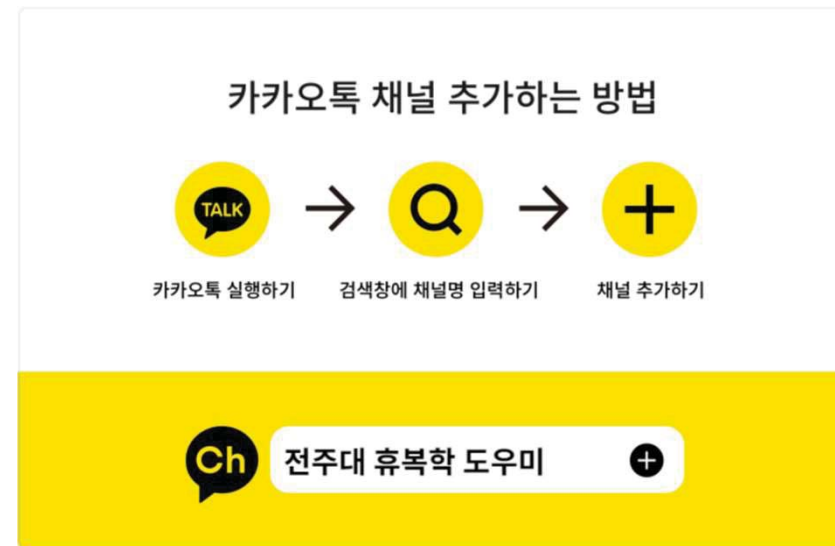 카카오톡 채널 추가하는 방법
TALK
카카오톡 실행하기
검색창에 채널명 입력하기
채널 추가하기
Ch
전주대 휴복학 도우미